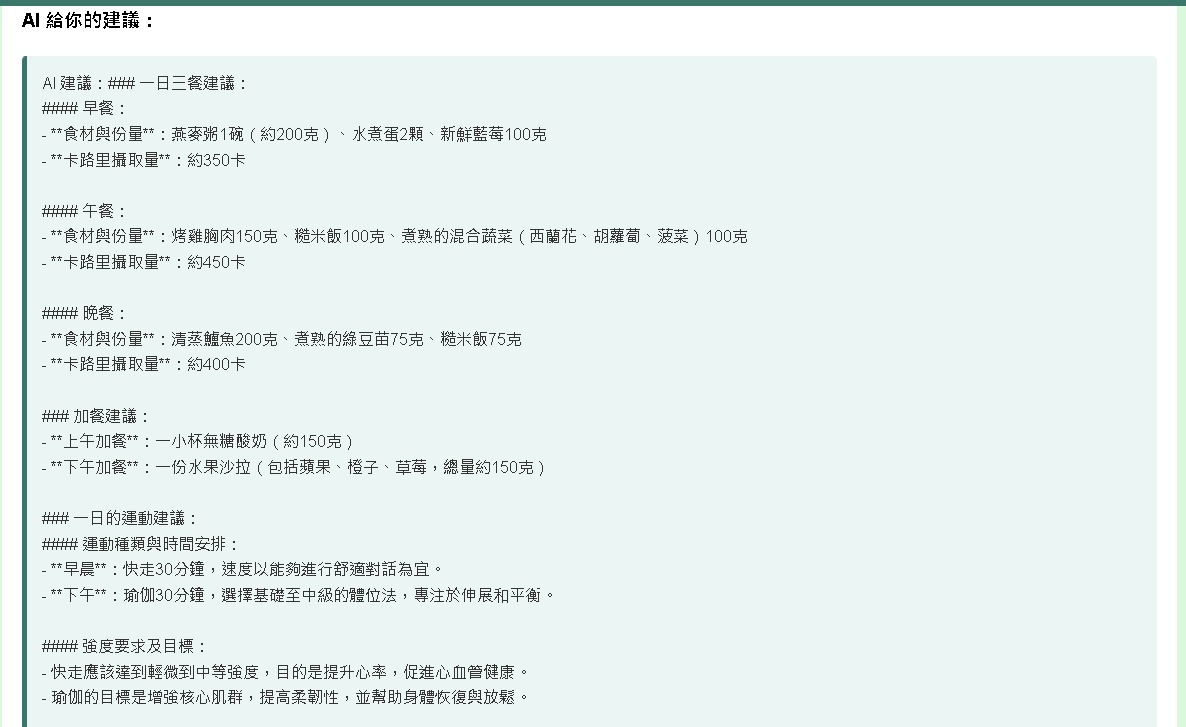 AI 給你的建議：
AI 建議：### 一日三餐建議：
#### 早餐：
- **食材與份量**：燕麥粥1碗（約200克）、水煮蛋2顆、新鮮藍莓100克
- **卡路里攝取量**：約350卡
#### 午餐：
- **食材與份量**：烤雞胸肉150克、糙米飯100克、煮熟的混合蔬菜（西蘭花、胡蘿蔔、菠菜）100克
- **卡路里攝取量**：約450卡
#### 晚餐：
- **食材與份量**：清蒸鱸魚200克、煮熟的綠豆苗75克、糙米飯75克
- **卡路里攝取量**：約400卡
### 加餐建議：
- **上午加餐**：一小杯無糖酸奶（約150克）
- **下午加餐**：一份水果沙拉（包括蘋果、橙子、草莓，總量約150克）
### 一日的運動建議：
#### 運動種類與時間安排：
- **早晨**：快走30分鐘，速度以能夠進行舒適對話為宜。
- **下午**：瑜伽30分鐘，選擇基礎至中級的體位法，專注於伸展和平衡。
#### 強度要求及目標：
- 快走應該達到輕微到中等強度，目的是提升心率，促進心血管健康。
- 瑜伽的目標是增強核心肌群，提高柔韌性，並幫助身體恢復與放鬆。